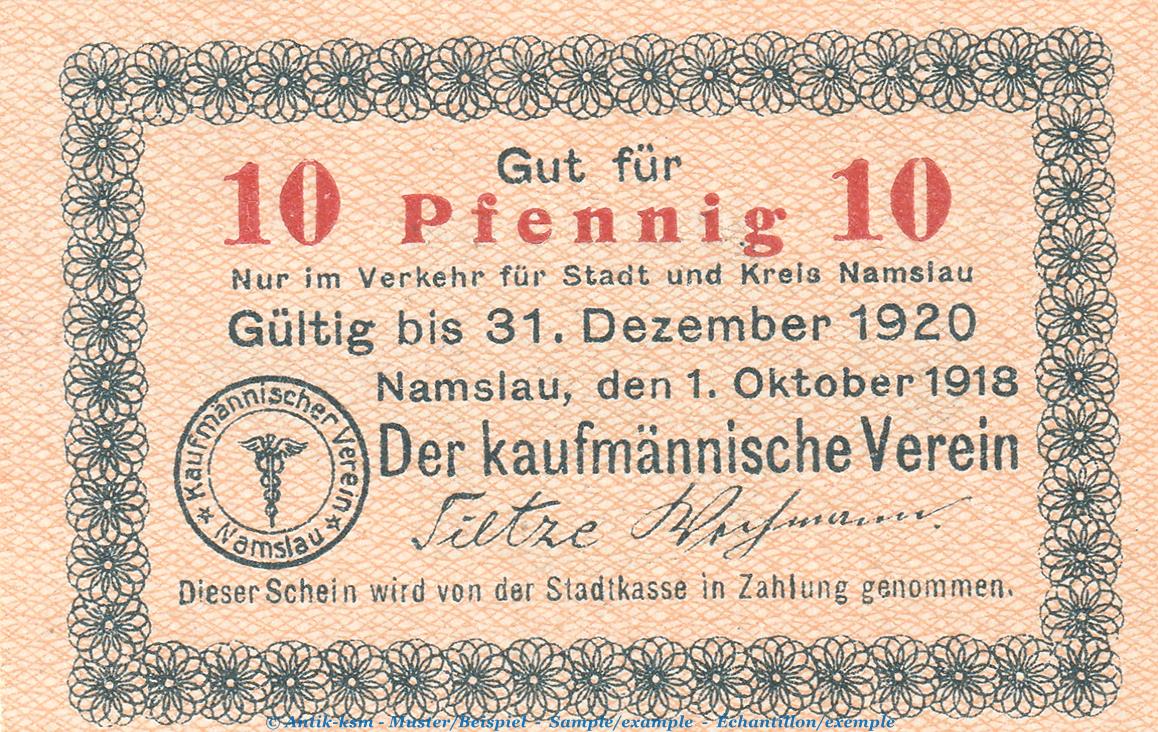 Gut für
10 Pfennig 10
Nur im Verkehr für Stadt und Kreis Namslau
Gültig bis 31. Dezember 1920
Namslau, den 1. Oktober 1918
Kaufmännischer Verein
Namslau
Der kaufmännische Verein
Tiltze
Dieser Schein wird von der Stadtkasse in Zahlung genommen.
© Antik-ksm - Muster/Beispiel - Sample/example - Echantillon/exemple